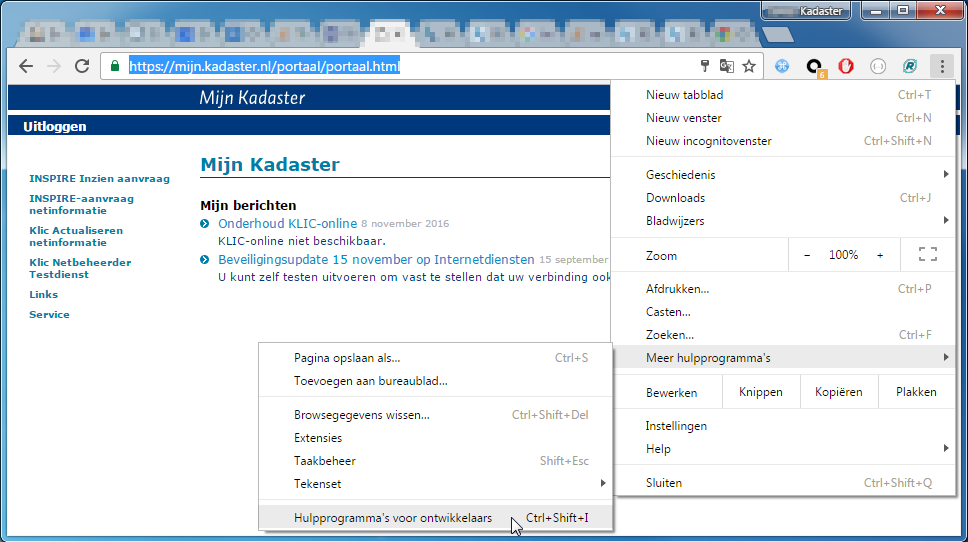 Kadaster
https://mijn.kadaster.nl/portaal/portaal.html
6
Mijn Kadaster
Uitloggen
INSPIRE Inzien aanvraag
INSPIRE-aanvraag
netinformatie
Klic Actualiseren
netinformatie
Klic Netbeheerder
Testdienst
Links
Service
Mijn Kadaster
Mijn berichten
Onderhoud KLIC-online 8 november 2016
KLIC-online niet beschikbaar.
Beveiligingsupdate 15 november op Internetdiensten 15 september
U kunt zelf testen uitvoeren om vast te stellen dat uw verbinding ook
Nieuw tabblad Ctrl+T
Nieuw venster Ctrl+N
Nieuw incognitovenster Ctrl+Shift+N
Geschiedenis
Downloads Ctrl+J
Bladwijzers
Zoom − 100% +
Afdrukken... Ctrl+P
Casten...
Zoeken... Ctrl+F
Meer hulpprogramma's
Bewerken Knippen Kopiëren Plakken
Instellingen
Help
Sluiten Ctrl+Shift+Q
Pagina opslaan als... Ctrl+S
Toevoegen aan bureaublad...
Browsegegevens wissen... Ctrl+Shift+Del
Extensies
Taakbeheer Shift+Esc
Tekenset
Hulpprogramma's voor ontwikkelaars Ctrl+Shift+I